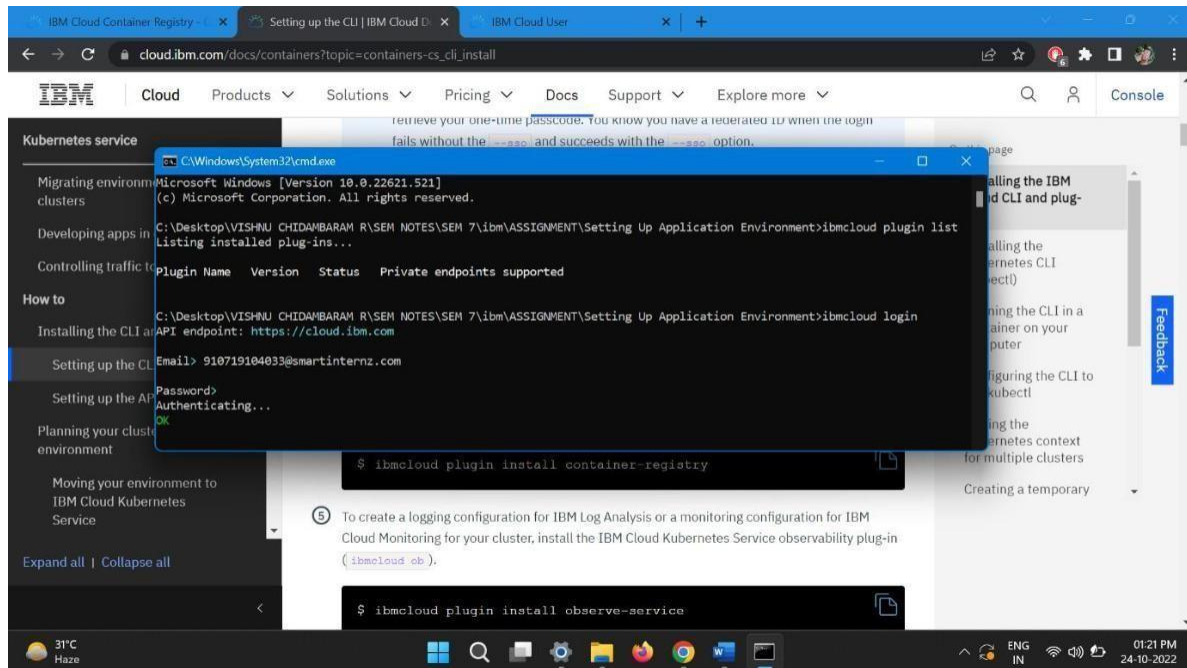 IBM Cloud Container Registry - L
Setting up the CLI | IBM Cloud D
IBM Cloud User
cloud.ibm.com/docs/containers?topic=containers-cs_cli_install
6
IBM Cloud Products Solutions Pricing Docs Support Explore more Console
Kubernetes service
Migrating environm
clusters
Developing apps in
Controlling traffic to
How to
Installing the CLI an
Setting up the CL
Setting up the AP
Planning your cluste
environment
Moving your environment to
IBM Cloud Kubernetes
Service
Expand all | Collapse all
retrieve your one-time passcode. You know you have a federated ID when the login
fails without the --sso and succeeds with the --sso option.
C:\Windows\System32\cmd.exe
Microsoft Windows [Version 10.0.22621.521]
(c) Microsoft Corporation. All rights reserved.
C:\Desktop\VISHNU CHIDAMBARAM R\SEM NOTES\SEM 7\ibm\ASSIGNMENT\Setting Up Application Environment>ibmcloud plugin list
Listing installed plug-ins...
Plugin Name Version Status Private endpoints supported
C:\Desktop\VISHNU CHIDAMBARAM R\SEM NOTES\SEM 7\ibm\ASSIGNMENT\Setting Up Application Environment>ibmcloud login
API endpoint: https://cloud.ibm.com
Email> 910719104033@smartinternz.com
Password>
Authenticating...
OK
$ ibmcloud plugin install container-registry
5 To create a logging configuration for IBM Log Analysis or a monitoring configuration for IBM
Cloud Monitoring for your cluster, install the IBM Cloud Kubernetes Service observability plug-in
( ibmcloud ob ).
$ ibmcloud plugin install observe-service
page
alling the IBM
d CLI and plug-
alling the
ernetes CLI
ectl)
ning the CLI in a
ainer on your
puter
figuring the CLI to
kubectl
ing the
ernetes context
for multiple clusters
Creating a temporary
Feedback
31°C
Haze
ENG
IN
01:21 PM
24-10-2022